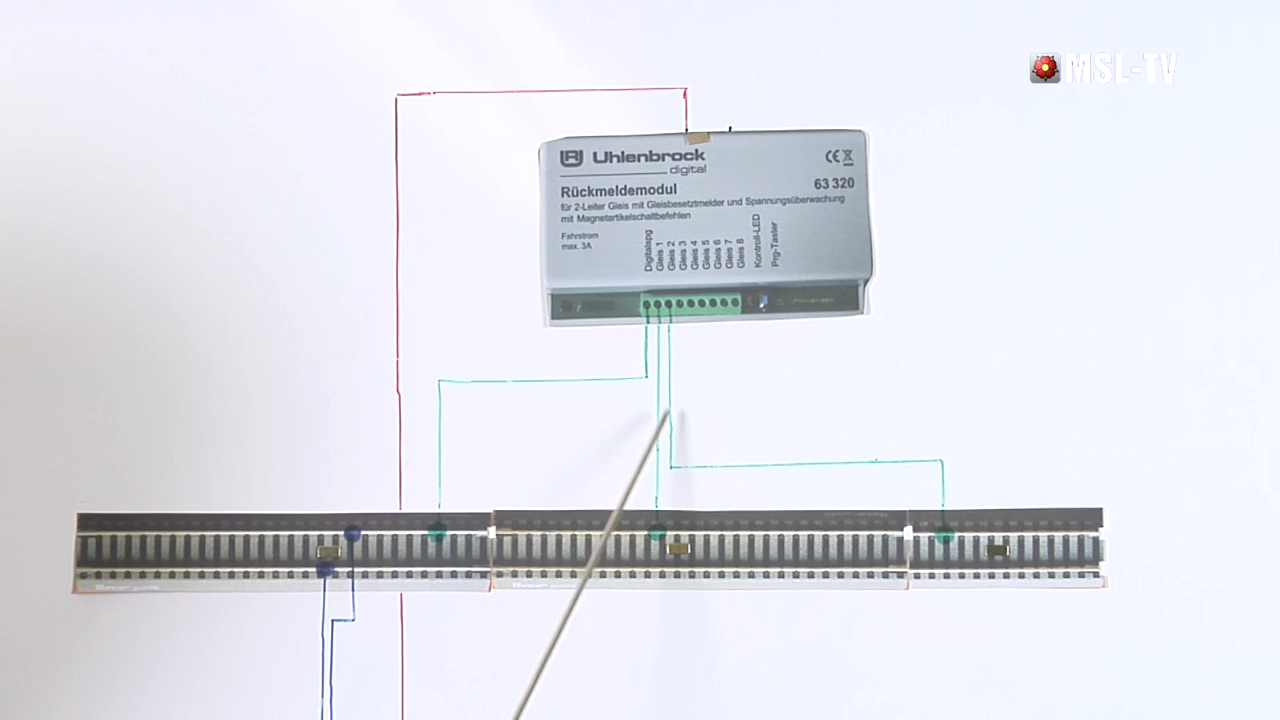 MSL-TV
Uhlenbrock
digital
Rückmeldemodul
63 320
für 2-Leiter Gleis mit Gleisbesetztmelder und Spannungsüberwachung
mit Magnetartikelschaltbefehlen
Fahrstrom
max. 3A
Digitalspg
Gleis 1
Gleis 2
Gleis 3
Gleis 4
Gleis 5
Gleis 6
Gleis 7
Gleis 8
Kontroll-LED
Prg-Taster